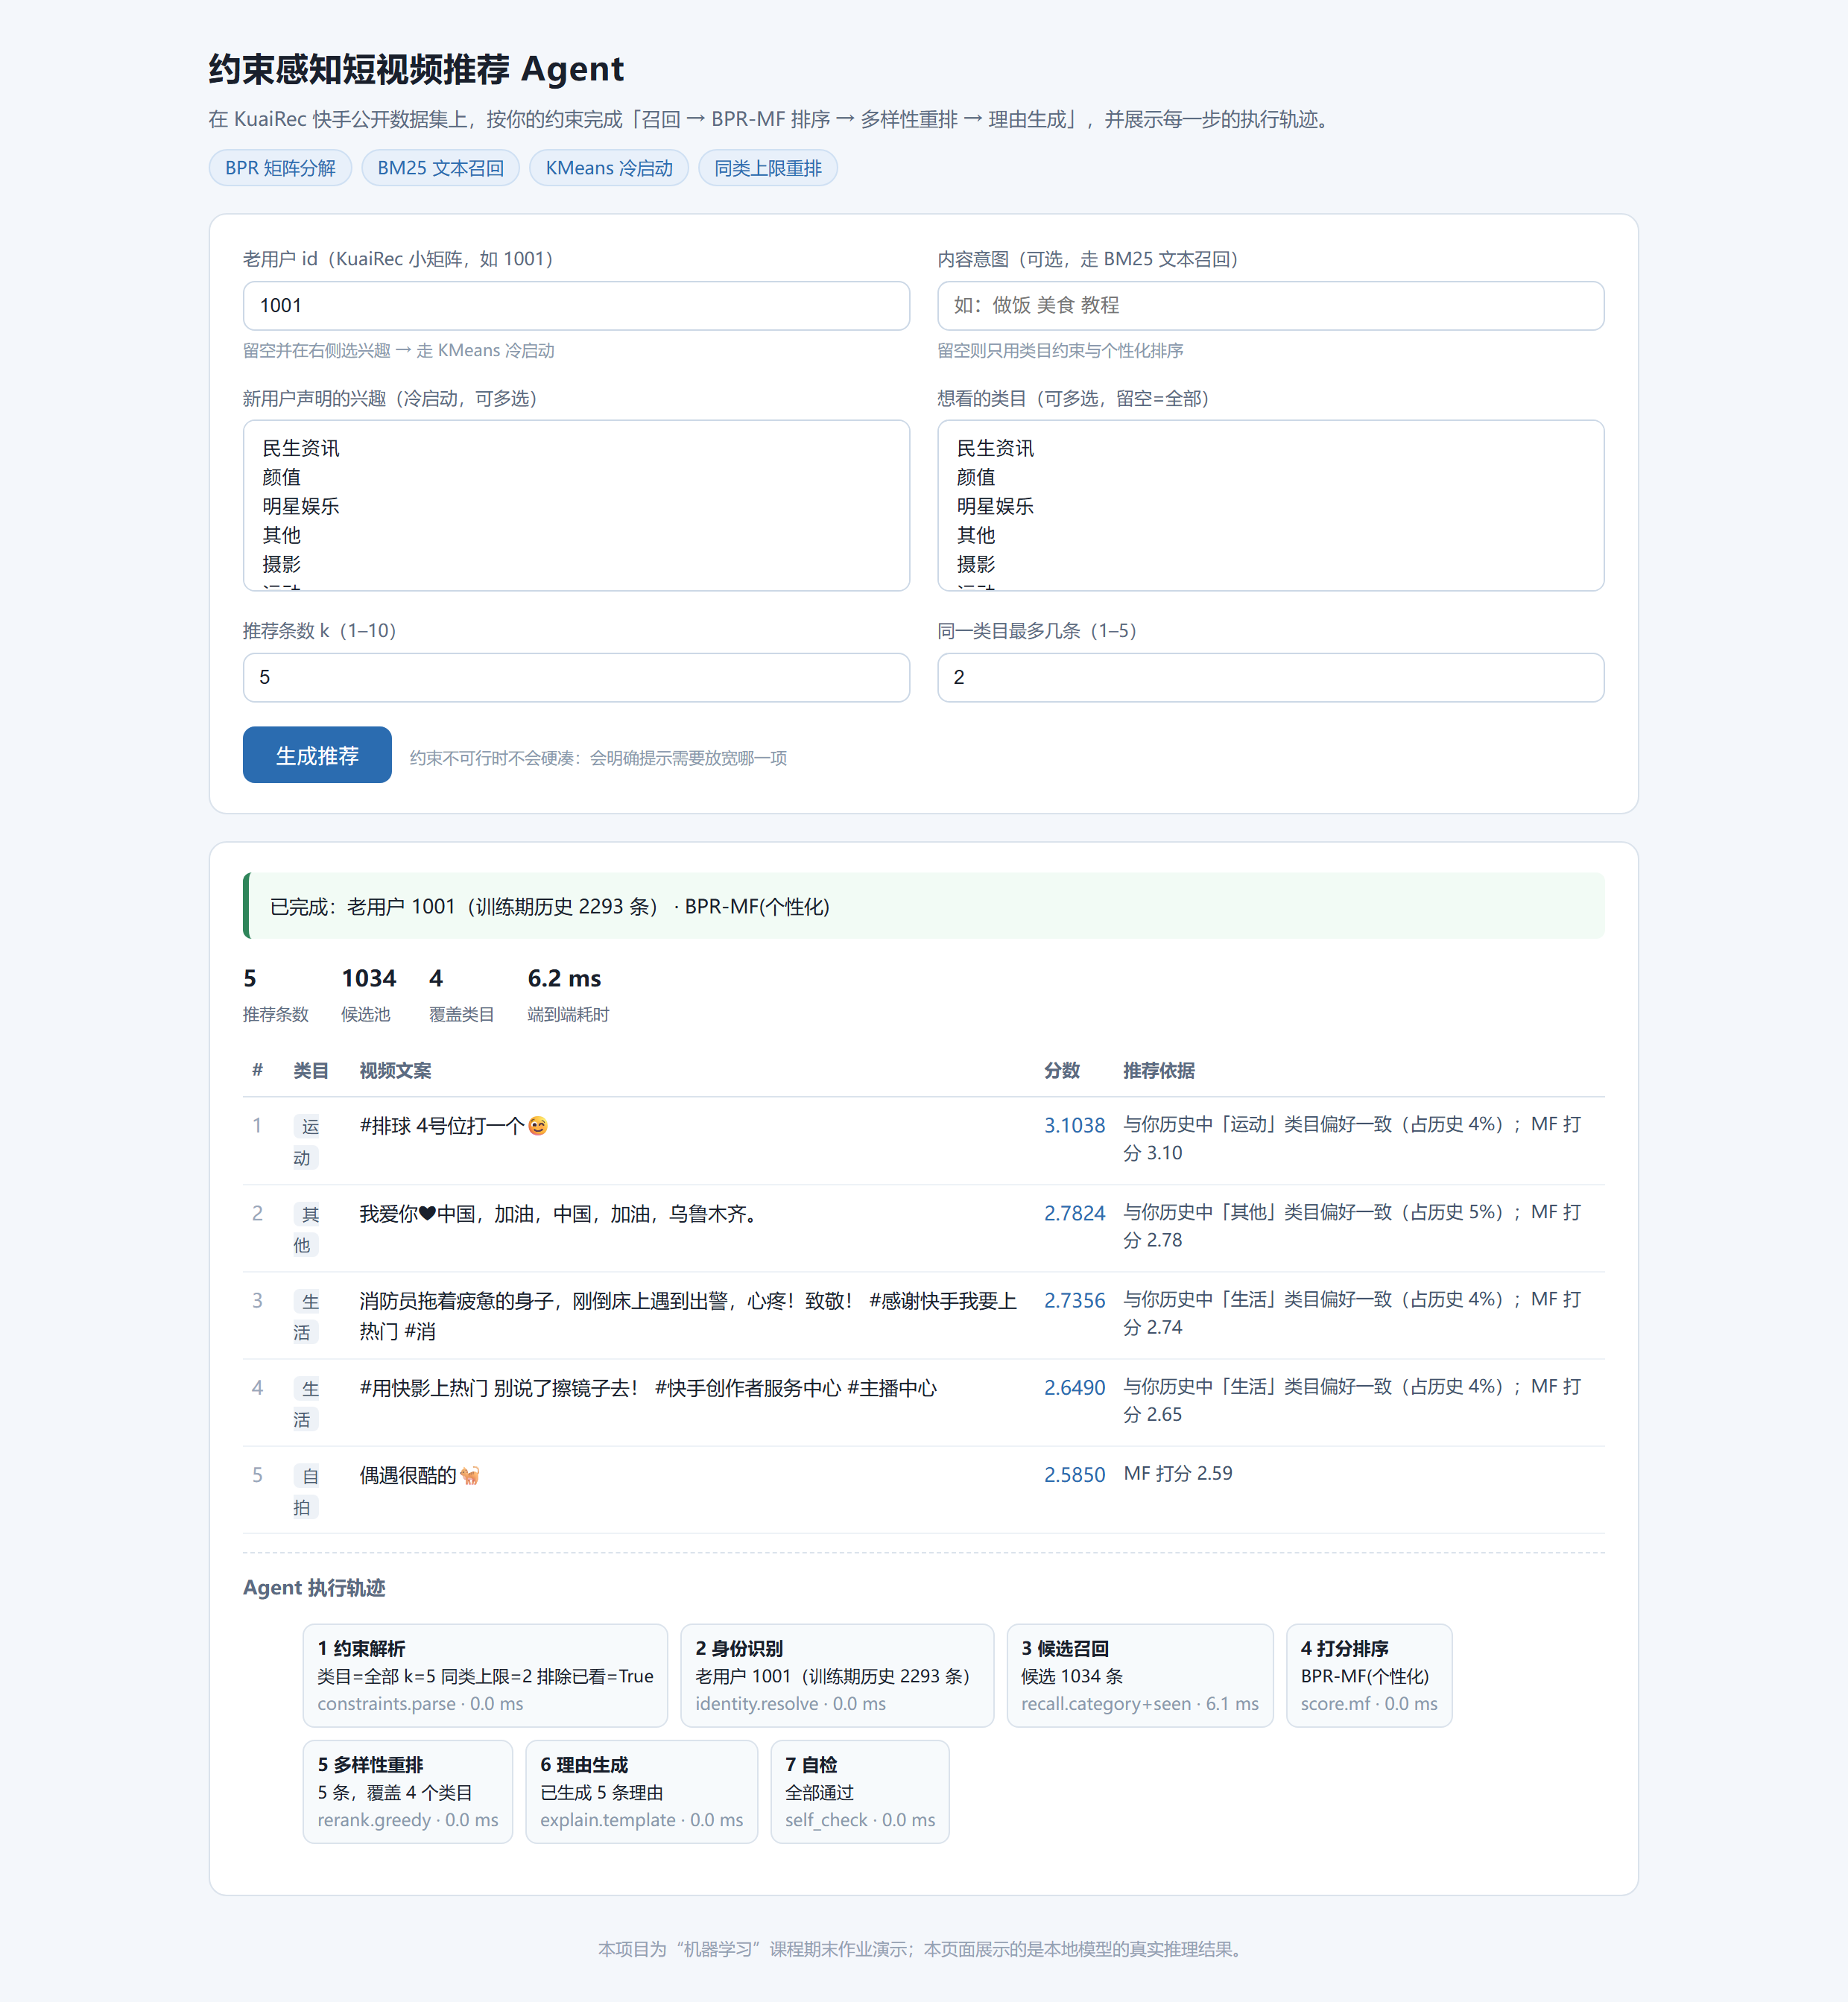 约束感知短视频推荐 Agent
在 KuaiRec 快手公开数据集上，按你的约束完成「召回 → BPR-MF 排序 → 多样性重排 → 理由生成」，并展示每一步的执行轨迹。
BPR 矩阵分解 BM25 文本召回 KMeans 冷启动 同类上限重排
老用户 id（KuaiRec 小矩阵，如 1001）
1001
留空并在右侧选兴趣 → 走 KMeans 冷启动
内容意图（可选，走 BM25 文本召回）
如：做饭 美食 教程
留空则只用类目约束与个性化排序
新用户声明的兴趣（冷启动，可多选）
民生资讯
颜值
明星娱乐
其他
摄影
想看的类目（可多选，留空=全部）
民生资讯
颜值
明星娱乐
其他
摄影
推荐条数 k（1–10）
5
同一类目最多几条（1–5）
2
生成推荐 约束不可行时不会硬凑：会明确提示需要放宽哪一项
已完成：老用户 1001（训练期历史 2293 条） · BPR-MF(个性化)
5 1034 4 6.2 ms
推荐条数 候选池 覆盖类目 端到端耗时
# 类目 视频文案 分数 推荐依据
1 运动 #排球 4号位打一个😉 3.1038 与你历史中「运动」类目偏好一致（占历史 4%）；MF 打
分 3.10
2 其他 我爱你♥中国，加油，中国，加油，乌鲁木齐。 2.7824 与你历史中「其他」类目偏好一致（占历史 5%）；MF 打
分 2.78
3 生活 消防员拖着疲惫的身子，刚倒床上遇到出警，心疼！致敬！ #感谢快手我要上
热门 #消 2.7356 与你历史中「生活」类目偏好一致（占历史 4%）；MF 打
分 2.74
4 生活 #用快影上热门 别说了擦镜子去！ #快手创作者服务中心 #主播中心 2.6490 与你历史中「生活」类目偏好一致（占历史 4%）；MF 打
分 2.65
5 自拍 偶遇很酷的🐈 2.5850 MF 打分 2.59
Agent 执行轨迹
1 约束解析
类目=全部 k=5 同类上限=2 排除已看=True
constraints.parse · 0.0 ms
2 身份识别
老用户 1001（训练期历史 2293 条）
identity.resolve · 0.0 ms
3 候选召回
候选 1034 条
recall.category+seen · 6.1 ms
4 打分排序
BPR-MF(个性化)
score.mf · 0.0 ms
5 多样性重排
5 条，覆盖 4 个类目
rerank.greedy · 0.0 ms
6 理由生成
已生成 5 条理由
explain.template · 0.0 ms
7 自检
全部通过
self_check · 0.0 ms
本项目为“机器学习”课程期末作业演示；本页面展示的是本地模型的真实推理结果。